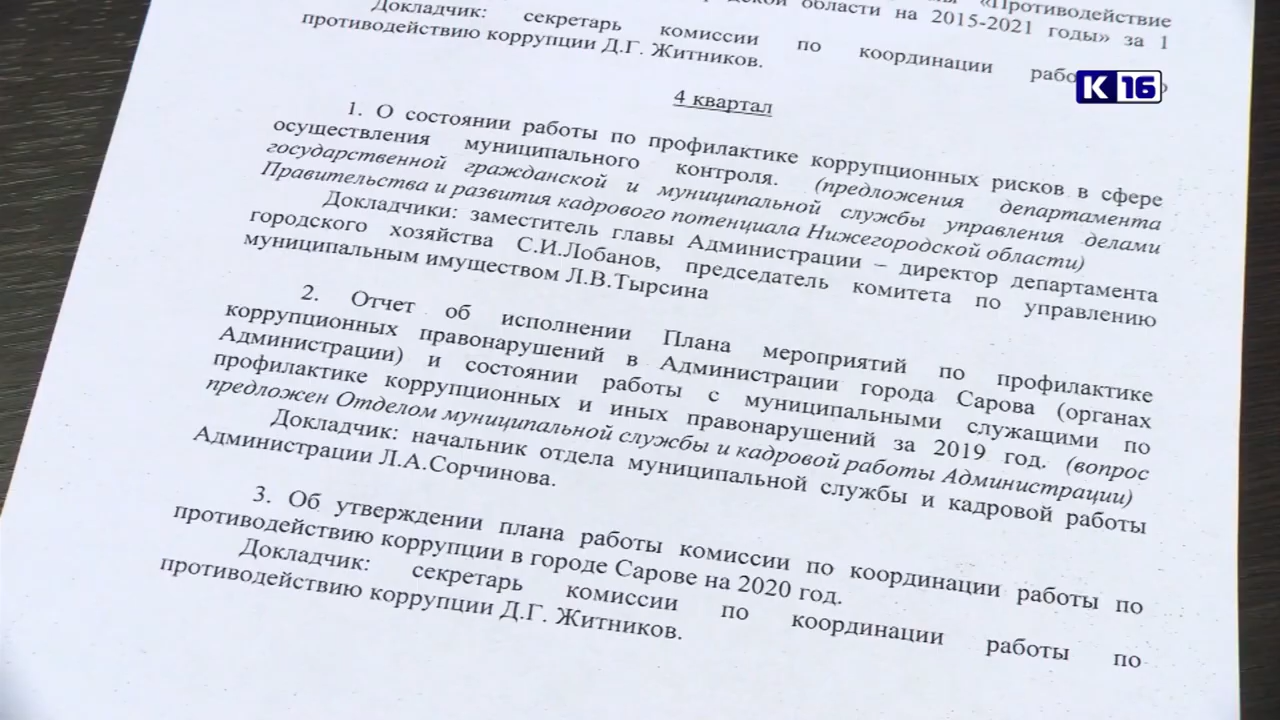 «Противодействие
области на 2015-2021 годы» за 1
Докладчик: секретарь комиссии по координации
противодействию коррупции Д.Г. Житников.
К 16
4 квартал
1. О состоянии работы по профилактике коррупционных рисков в сфере
осуществления муниципального контроля. (предложения департамента
государственной гражданской и муниципальной службы управления делами
Правительства и развития кадрового потенциала Нижегородской области)
Докладчики: заместитель главы Администрации – директор департамента
городского хозяйства С.И.Лобанов, председатель комитета по управлению
муниципальным имуществом Л.В.Тырсина
2. Отчет об исполнении Плана мероприятий по профилактике
коррупционных правонарушений в Администрации города Сарова (органах
Администрации) и состоянии работы с муниципальными служащими по
профилактике коррупционных и иных правонарушений за 2019 год. (вопрос
предложен Отделом муниципальной службы и кадровой работы Администрации)
Докладчик: начальник отдела муниципальной службы и кадровой работы
Администрации Л.А.Сорчинова.
3. Об утверждении плана работы комиссии по координации работы по
противодействию коррупции в городе Сарове на 2020 год.
Докладчик: секретарь комиссии по координации работы по
противодействию коррупции Д.Г. Житников.